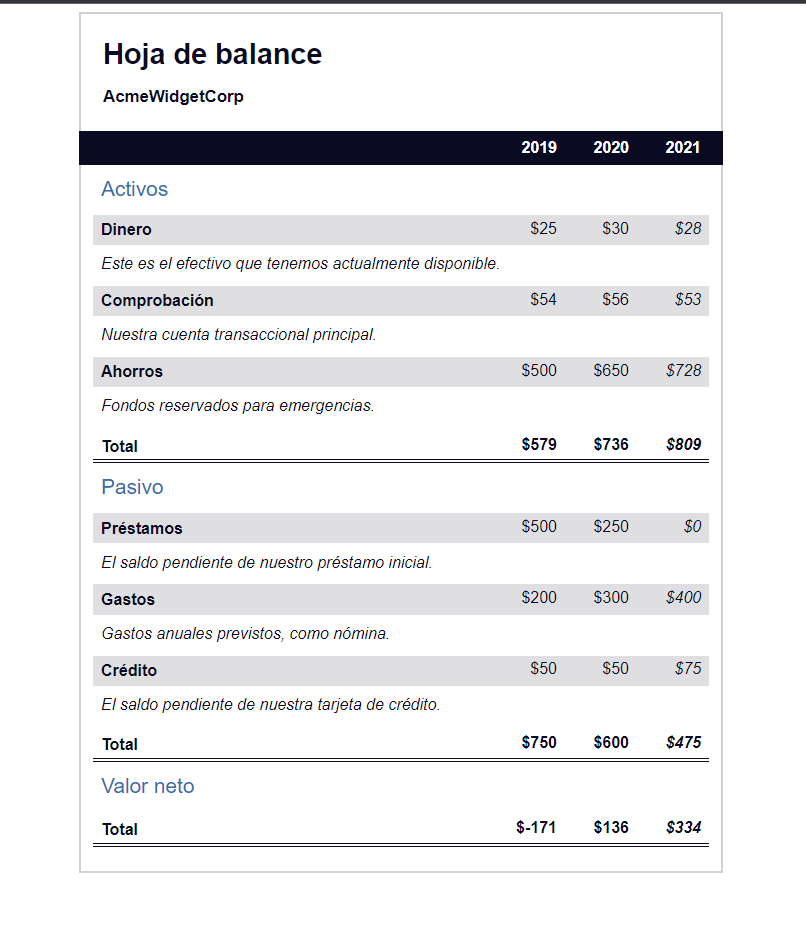 Hoja de balance
AcmeWidgetCorp
2019 2020 2021
Activos
Dinero $25 $30 $28
Este es el efectivo que tenemos actualmente disponible.
Comprobación $54 $56 $53
Nuestra cuenta transaccional principal.
Ahorros $500 $650 $728
Fondos reservados para emergencias.
Total $579 $736 $809
Pasivo
Préstamos $500 $250 $0
El saldo pendiente de nuestro préstamo inicial.
Gastos $200 $300 $400
Gastos anuales previstos, como nómina.
Crédito $50 $50 $75
El saldo pendiente de nuestra tarjeta de crédito.
Total $750 $600 $475
Valor neto
Total $-171 $136 $334